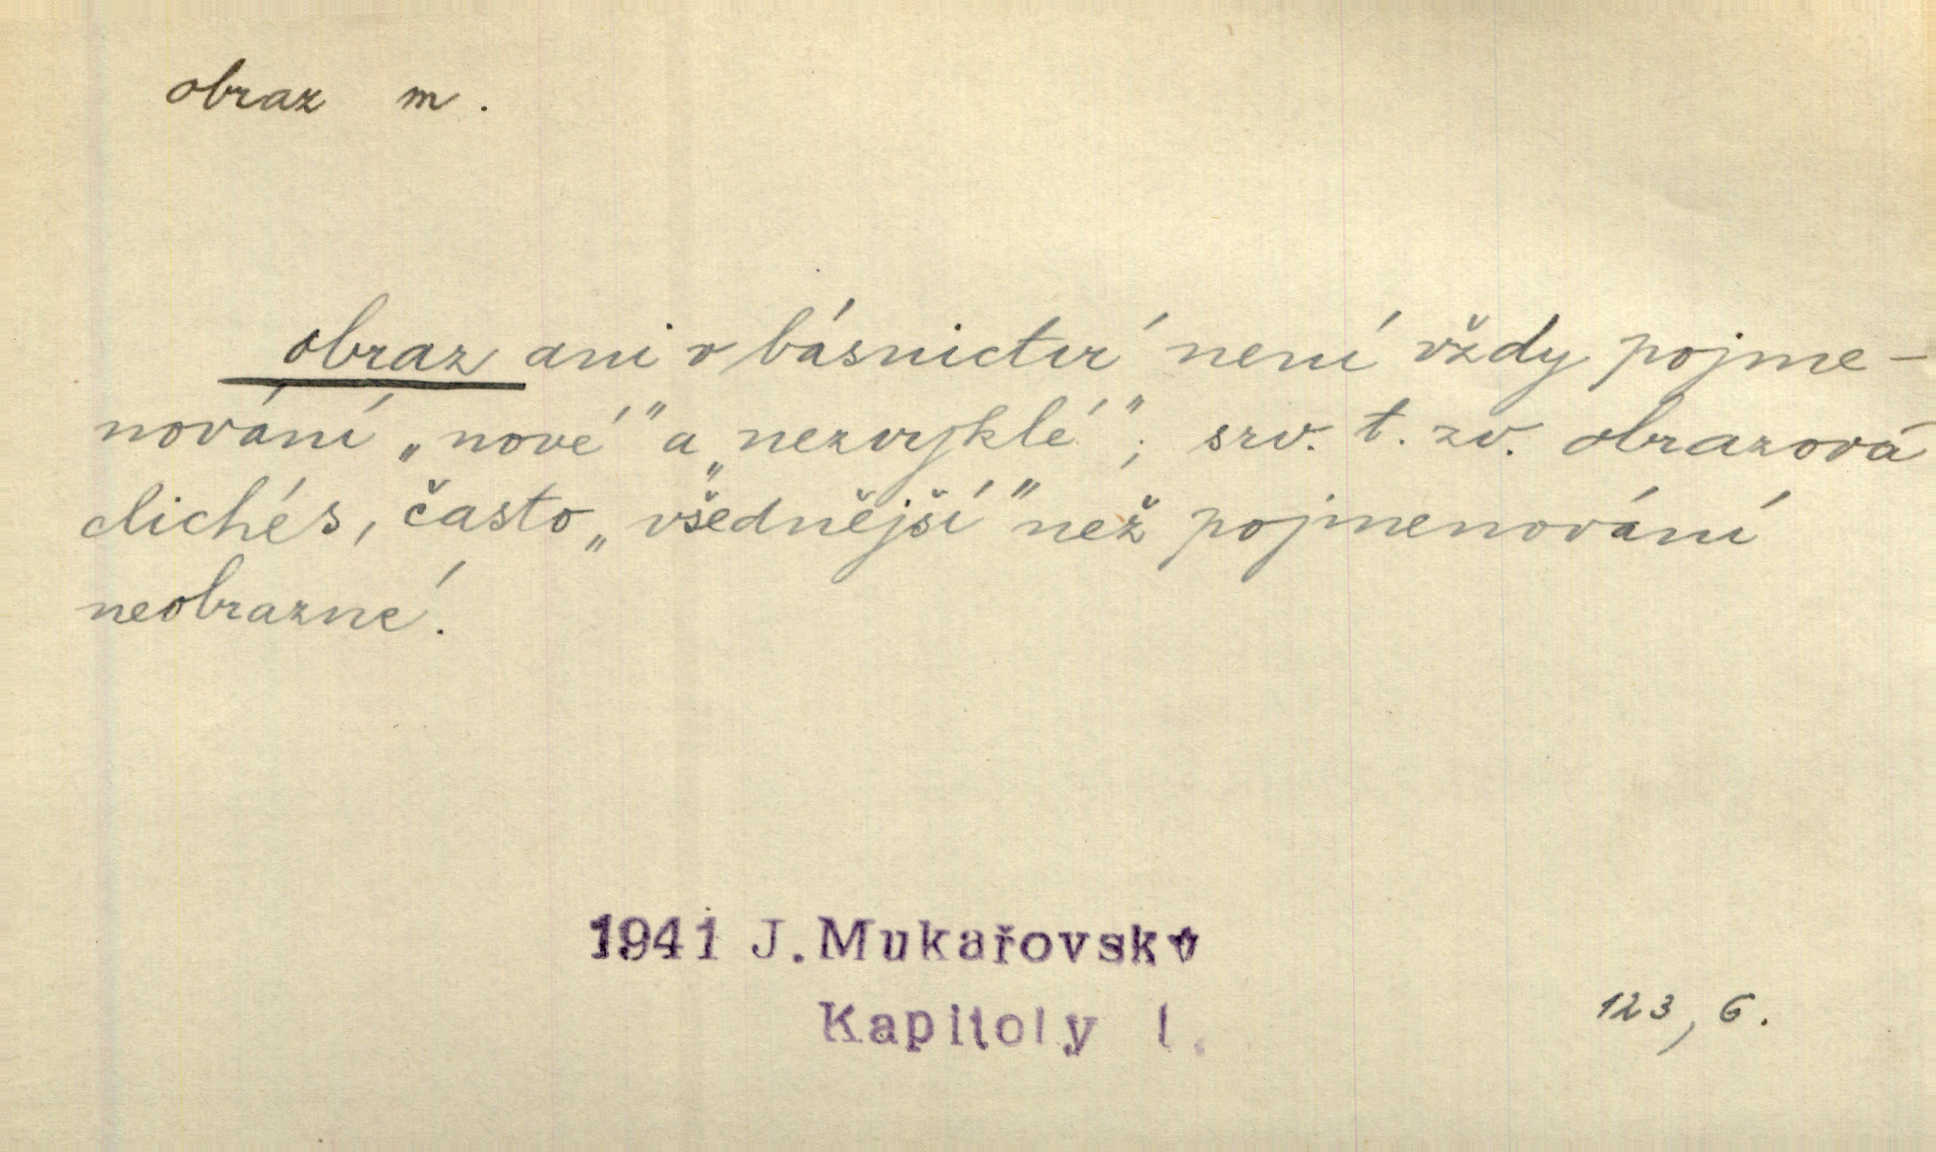 obraz m.
obraz ani v básnictví není vždy pojme-
nování „nové" a „nezvyklé"; srv. t. zv. obrazová
clichés, často „všednější" než pojmenování
neobrazné.
1941 J. Mukařovský
Kapitoly I.
123, 6.